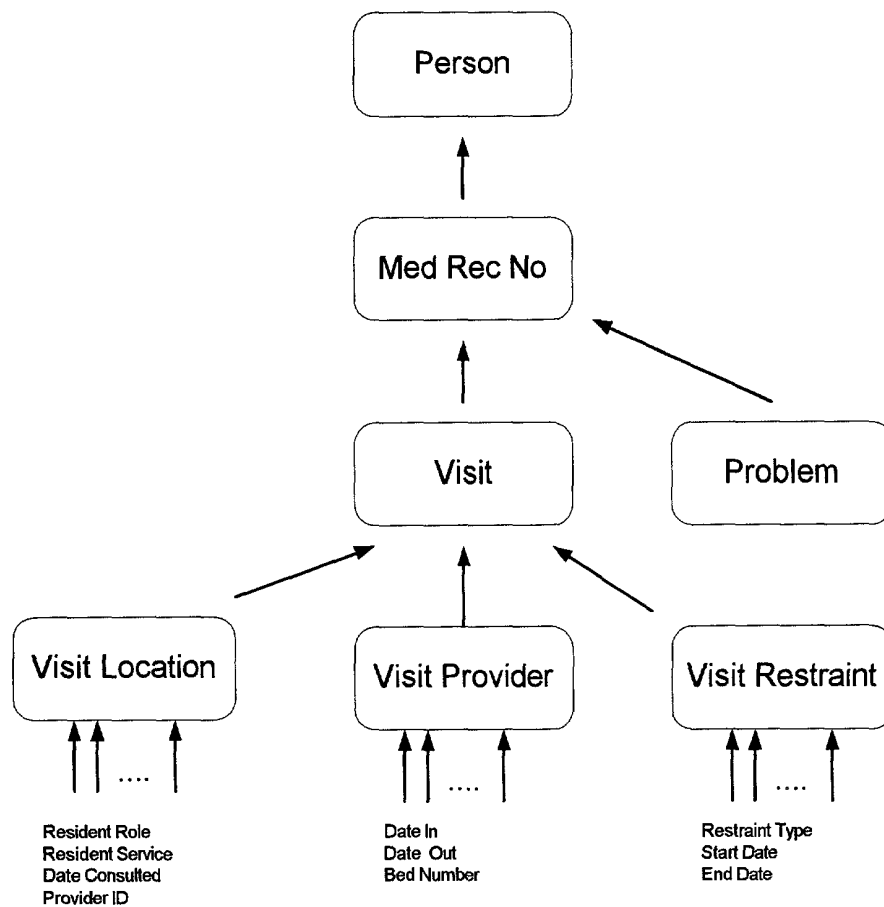 Person
Med Rec No
Visit
Problem
Visit Location
Visit Provider
Visit Restraint
....
....
....
Resident Role
Resident Service
Date Consulted
Provider ID
Date In
Date Out
Bed Number
Restraint Type
Start Date
End Date